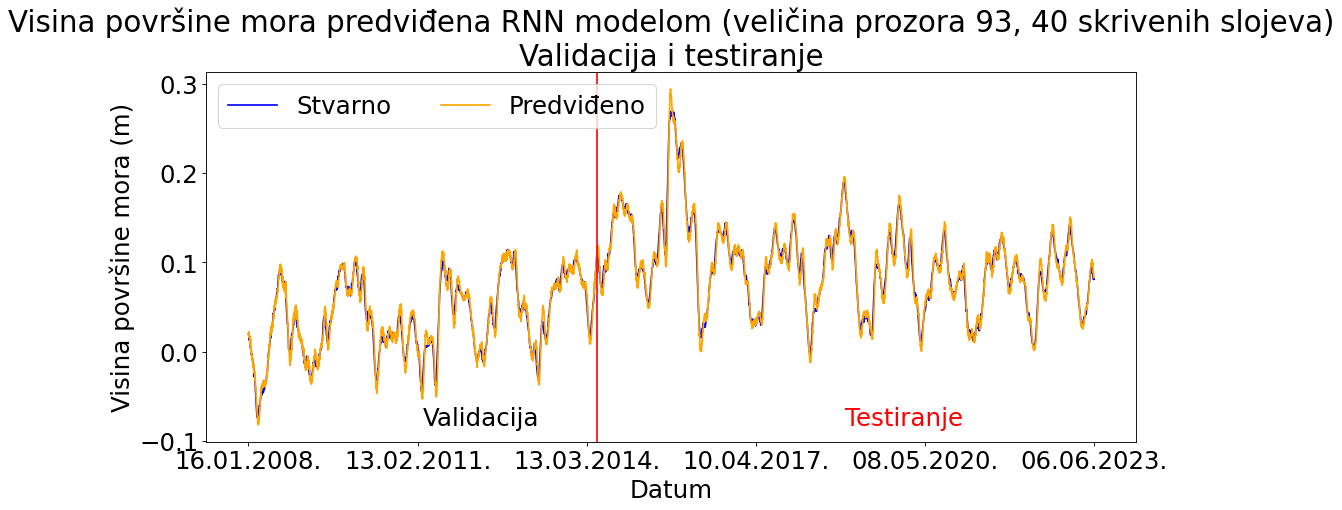 Visina površine mora predviđena RNN modelom (veličina prozora 93, 40 skrivenih slojeva)
Validacija i testiranje
Stvarno
Predviđeno
Visina površine mora (m)
0.3
0.2
0.1
0.0
−0.1
Validacija
Testiranje
16.01.2008.
13.02.2011.
13.03.2014.
10.04.2017.
08.05.2020.
06.06.2023.
Datum